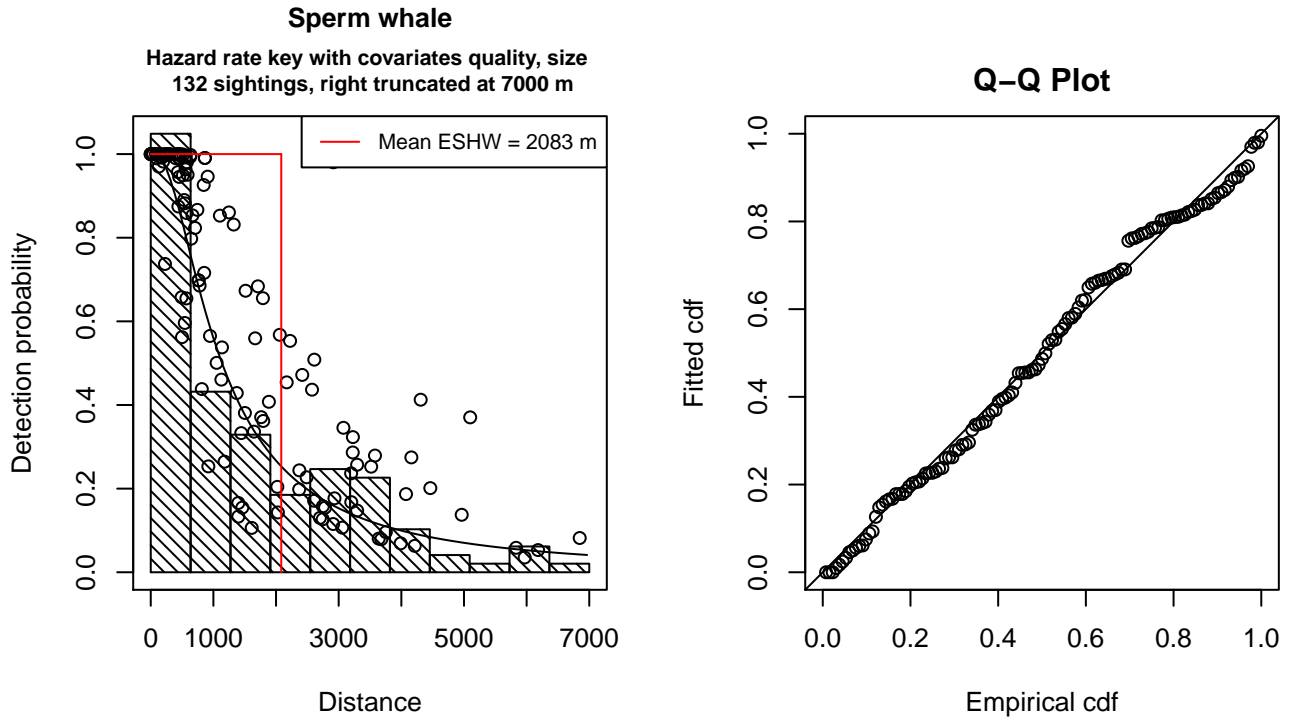 Sperm whale
Hazard rate key with covariates quality, size
132 sightings, right truncated at 7000 m
Mean ESHW = 2083 m
Detection probability
1.0
0.8
0.6
0.4
0.2
0.0
0 1000 3000 5000 7000
Distance
Q−Q Plot
Fitted cdf
1.0
0.8
0.6
0.4
0.2
0.0
0.0 0.2 0.4 0.6 0.8 1.0
Empirical cdf